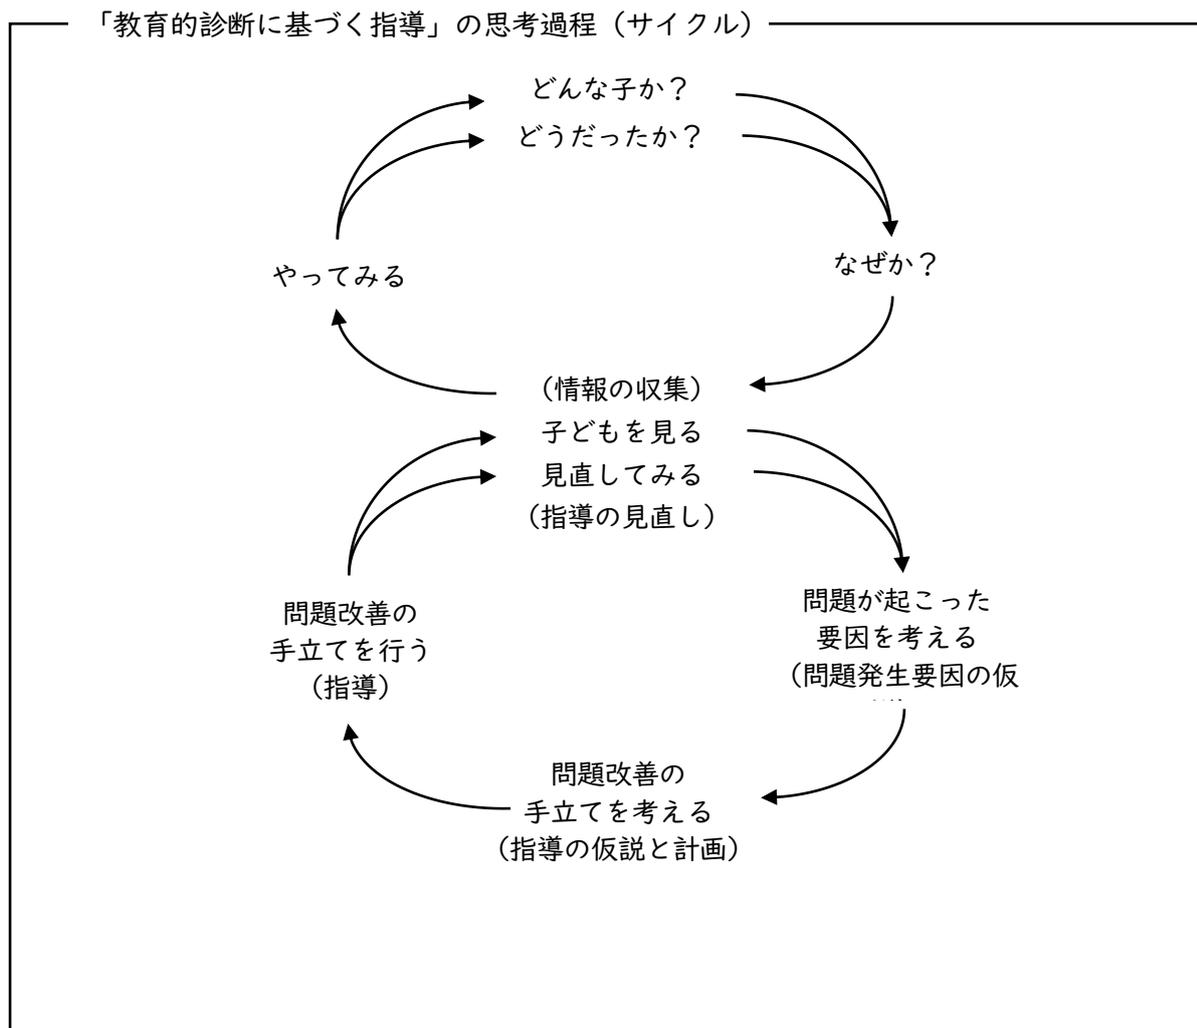 「教育的診断に基づく指導」の思考過程（サイクル）
どんな子か？
どうだったか？
なぜか？
やってみる
（情報の収集）
子どもを見る
見直してみる
（指導の見直し）
問題が起こった
要因を考える
（問題発生要因の仮
問題改善の
手立てを行う
（指導）
問題改善の
手立てを考える
（指導の仮説と計画）